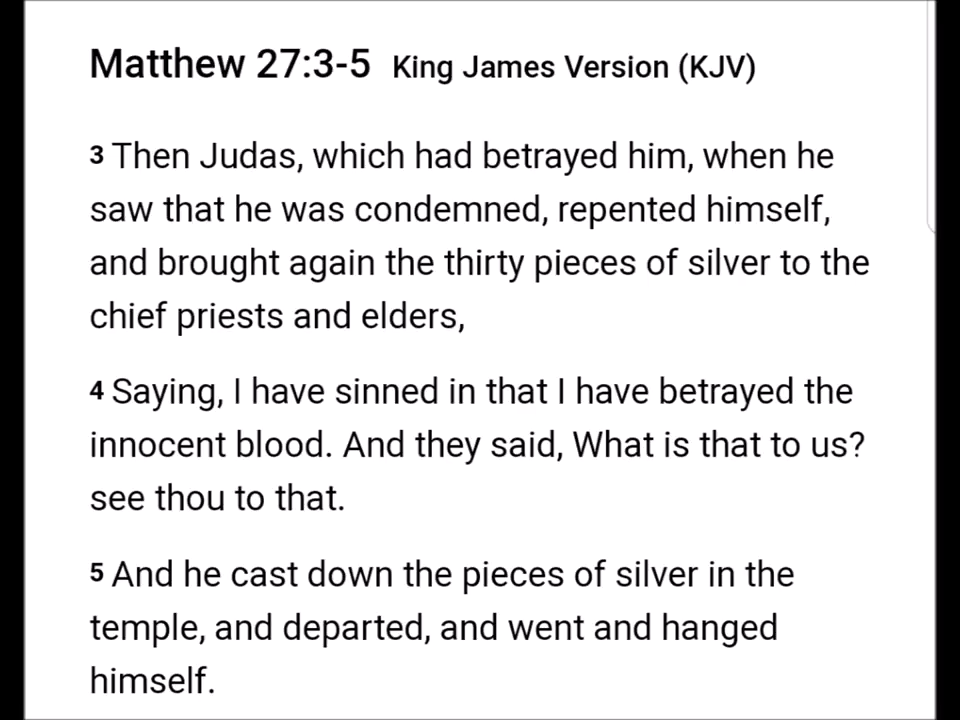 Matthew 27:3-5 King James Version (KJV)
3 Then Judas, which had betrayed him, when he
saw that he was condemned, repented himself,
and brought again the thirty pieces of silver to the
chief priests and elders,
4 Saying, I have sinned in that I have betrayed the
innocent blood. And they said, What is that to us?
see thou to that.
5 And he cast down the pieces of silver in the
temple, and departed, and went and hanged
himself.